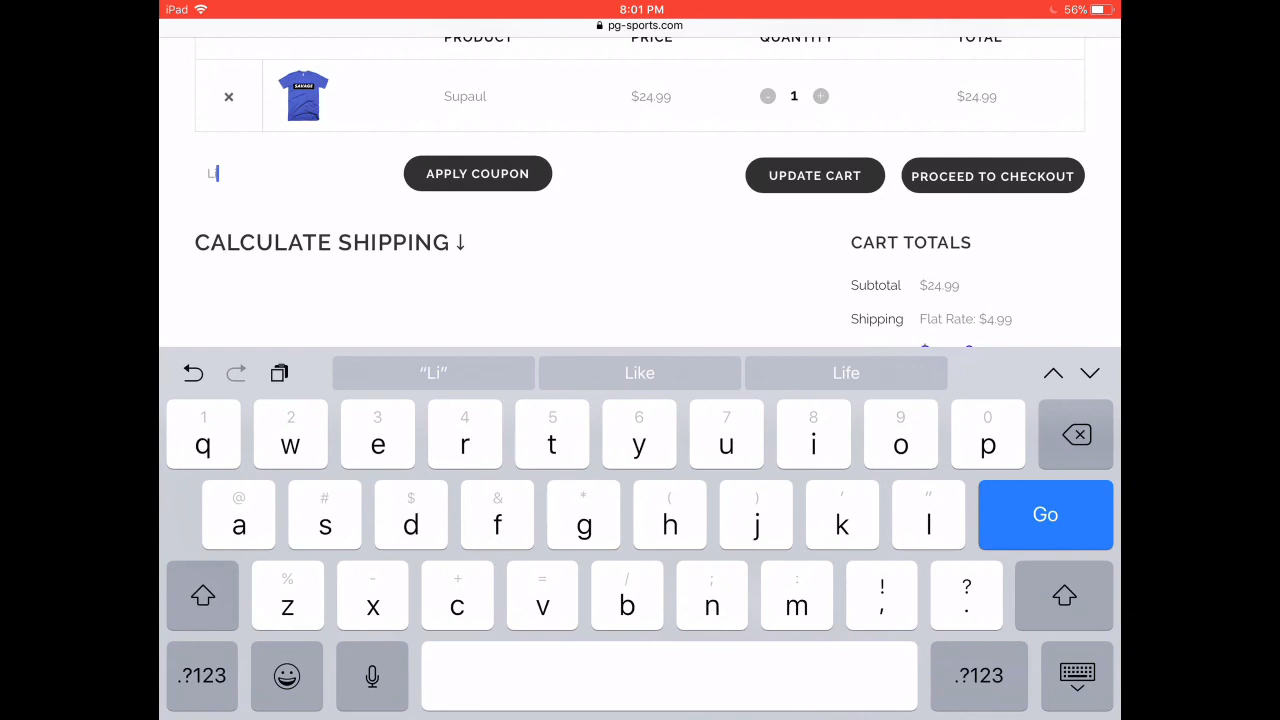 iPad 8:01 PM 56%
pg-sports.com
PRODUCT PRICE QUANTITY TOTAL
× SAVAGE Supaul $24.99 - 1 + $24.99
Li APPLY COUPON UPDATE CART PROCEED TO CHECKOUT
CALCULATE SHIPPING ↓ CART TOTALS
Subtotal $24.99
Shipping Flat Rate: $4.99
"Li" Like Life
1 2 3 4 5 6 7 8 9 0
q w e r t y u i o p
@ # $ & * ( ) ' "
a s d f g h j k l Go
% - + = / ; : ! ?
z x c v b n m , .
.?123 .?123